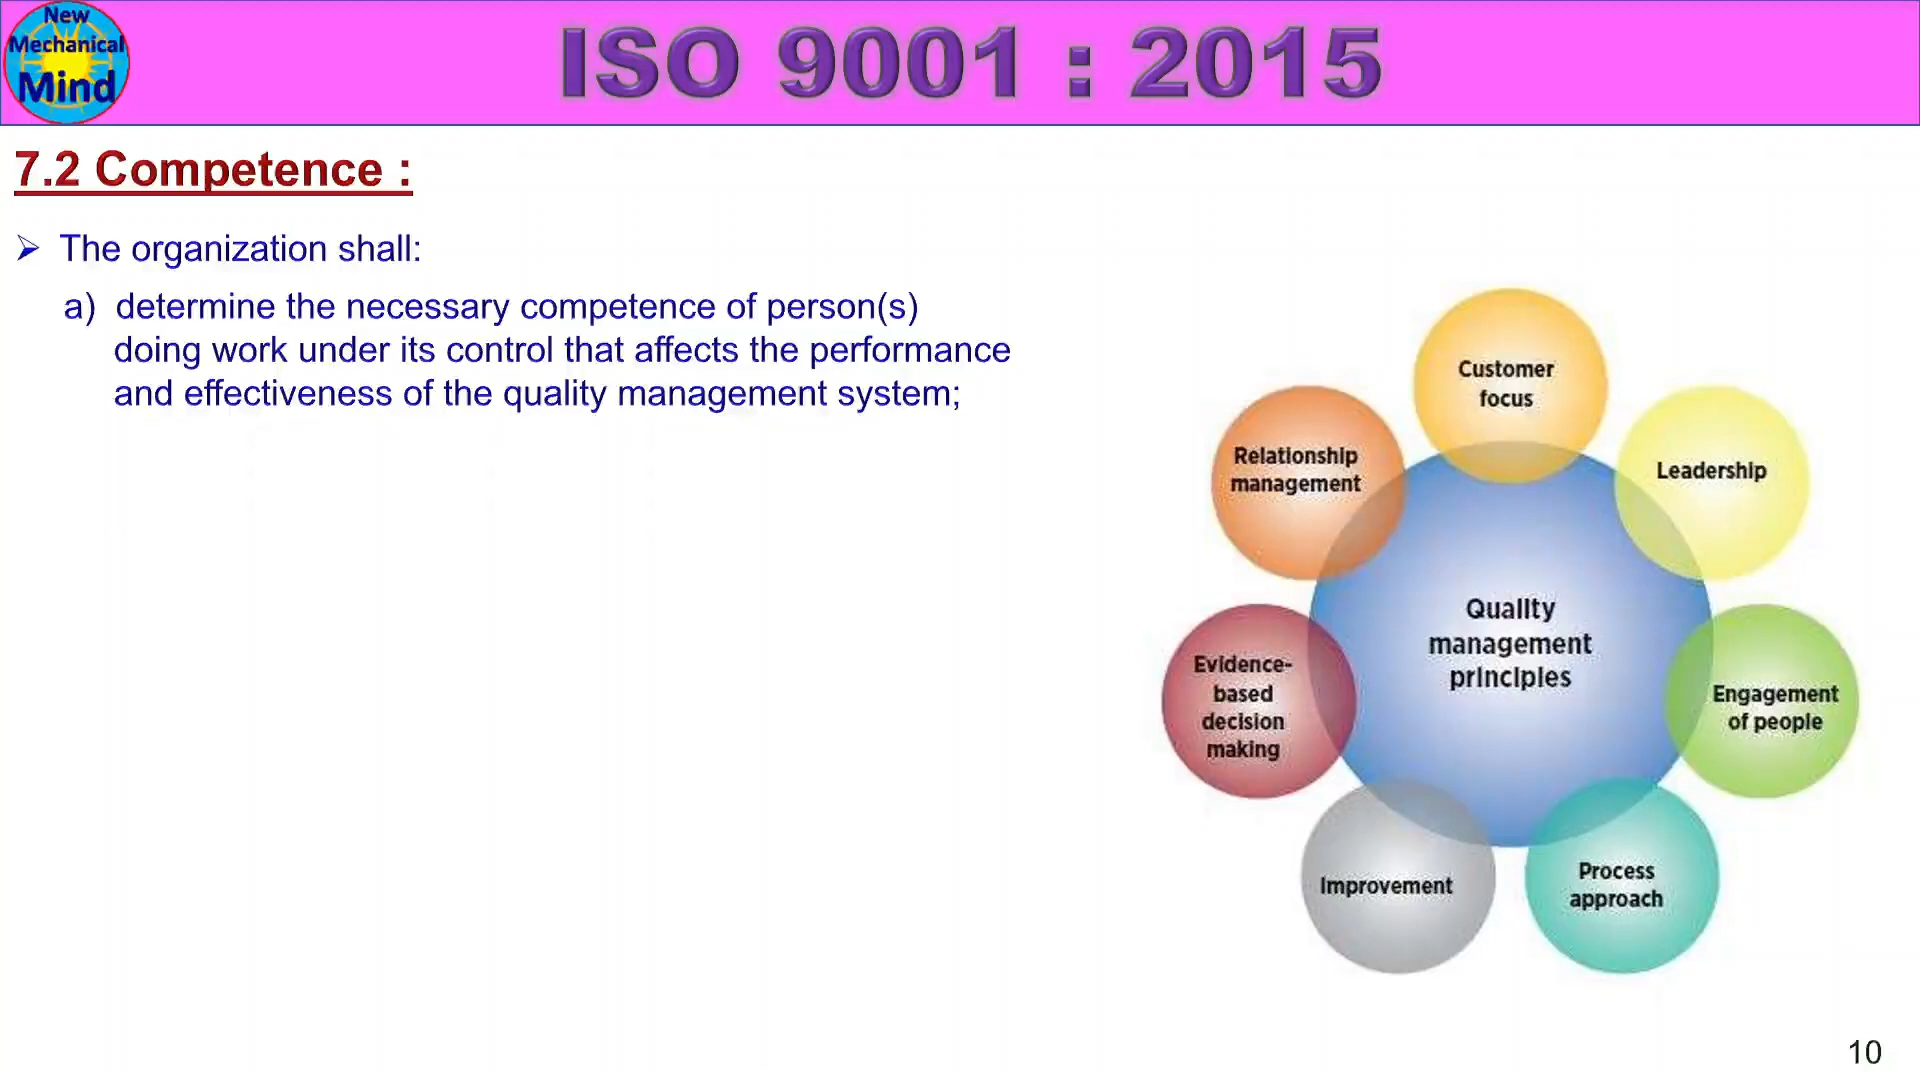 New
Mechanical
Mind
ISO 9001 : 2015
7.2 Competence :
➢ The organization shall:
a) determine the necessary competence of person(s)
doing work under its control that affects the performance
and effectiveness of the quality management system;
Customer
focus
Relationship
management
Leadership
Quality
management
principles
Evidence-
based
decision
making
Engagement
of people
Improvement
Process
approach
10